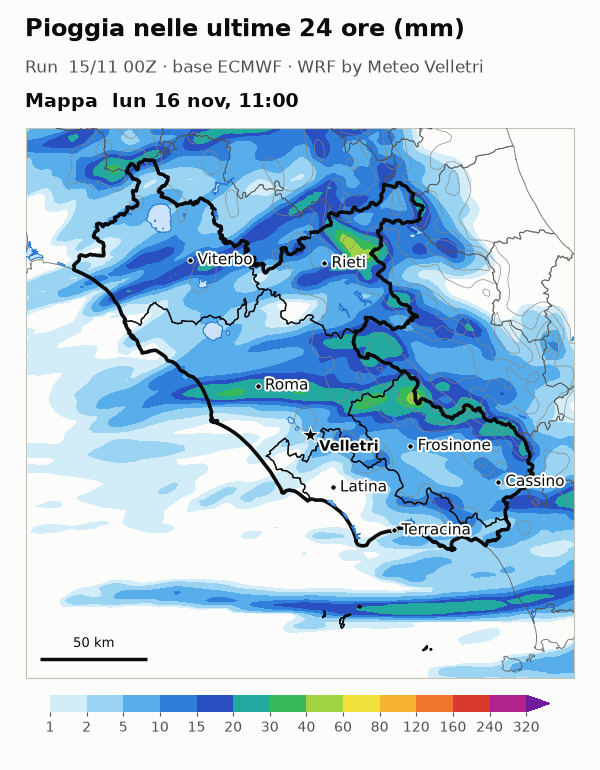 Pioggia nelle ultime 24 ore (mm)
Run 15/11 00Z · base ECMWF · WRF by Meteo Velletri
Mappa lun 16 nov, 11:00
Viterbo
Rieti
Roma
Velletri
Frosinone
Cassino
Latina
Terracina
50 km
1 2 5 10 15 20 30 40 60 80 120 160 240 320